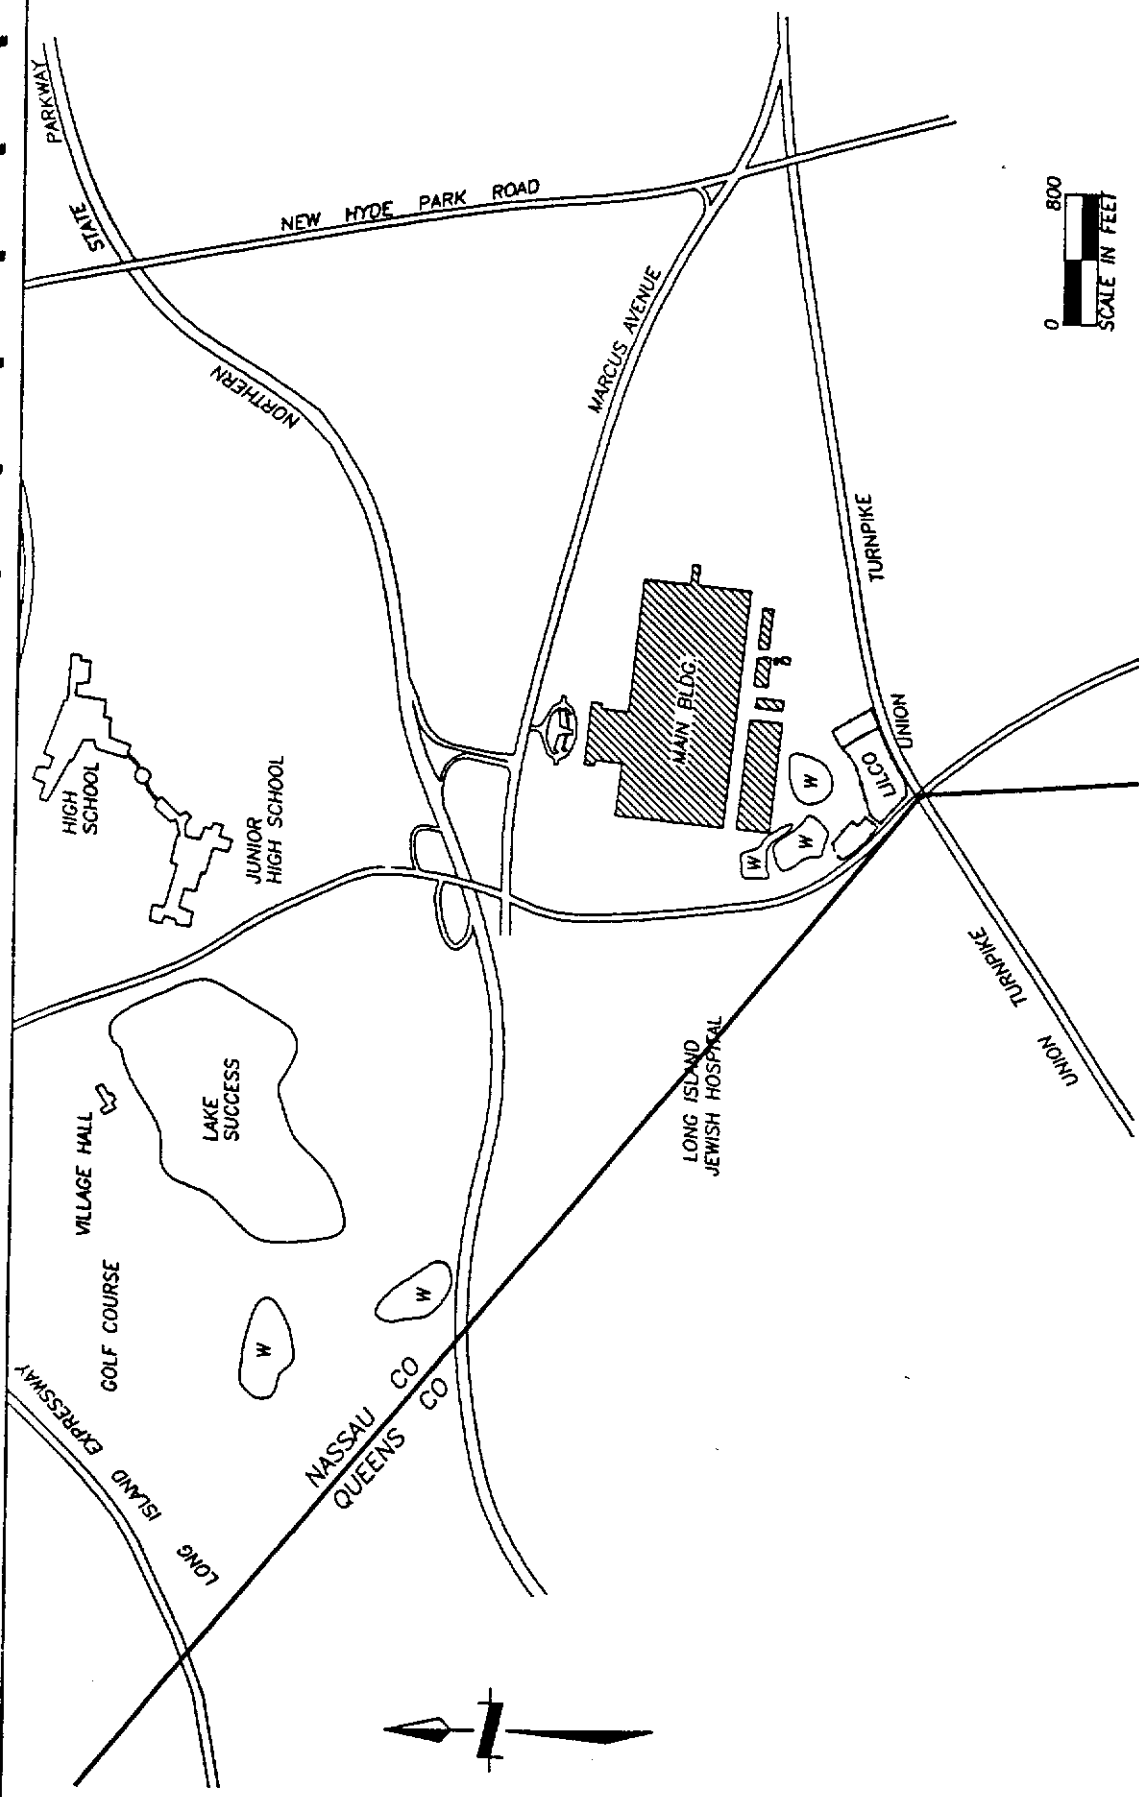 LONG ISLAND EXPRESSWAY
GOLF COURSE
VILLAGE HALL
LAKE
SUCCESS
HIGH
SCHOOL
JUNIOR
HIGH SCHOOL
NORTHERN STATE PARKWAY
NEW HYDE PARK ROAD
W
W
NASSAU CO
QUEENS CO
MARCUS AVENUE
MAIN BLDG.
W
W
W
LILCO
LONG ISLAND
JEWISH HOSPITAL
UNION TURNPIKE
UNION TURNPIKE
N
0 800
SCALE IN FEET